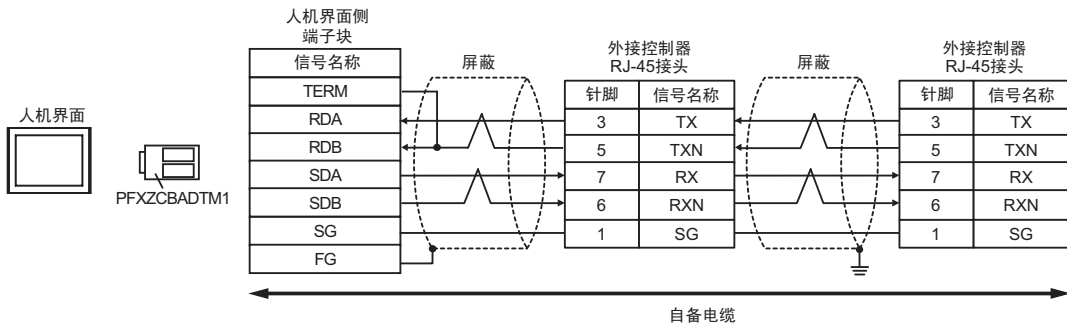 人机界面
PFXZCBADTM1
人机界面侧
端子块
信号名称
TERM
RDA
RDB
SDA
SDB
SG
FG
屏蔽
外接控制器
RJ-45接头
针脚 信号名称
3 TX
5 TXN
7 RX
6 RXN
1 SG
屏蔽
外接控制器
RJ-45接头
针脚 信号名称
3 TX
5 TXN
7 RX
6 RXN
1 SG
自备电缆